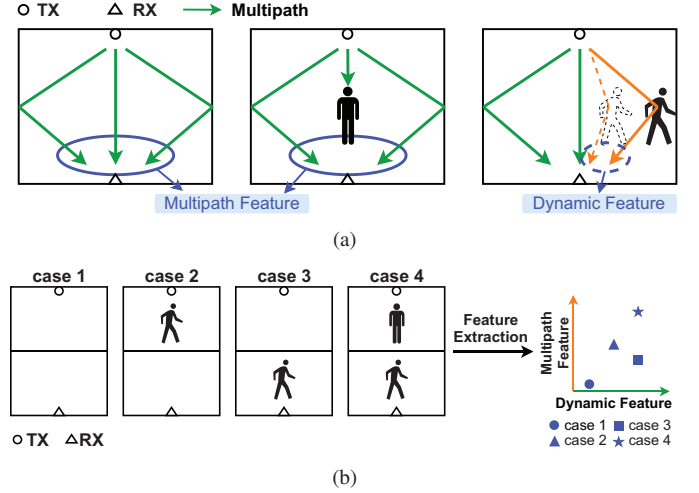 TX RX Multipath
Multipath Feature
Dynamic Feature
(a)
case 1 case 2 case 3 case 4
Feature
Extraction
Multipath
Feature
Dynamic Feature
case 1 case 3
case 2 case 4
TX RX
(b)